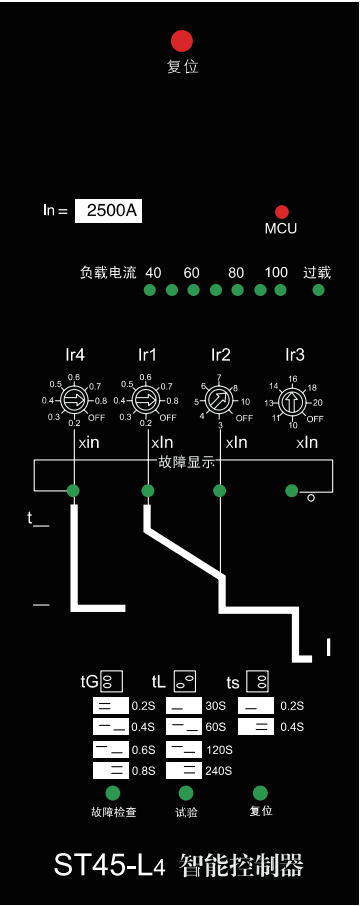 复位
In= 2500A
MCU
负载电流 40 60 80 100 过载
Ir4 Ir1 Ir2 Ir3
0.6 0.6 7 16
0.5 0.7 0.5 0.7 6 8 14 18
0.4 0.8 0.4 0.8 5 10 13 20
0.3 OFF 0.3 OFF 4 OFF 11 OFF
0.2 0.2 3 10
xin xIn xIn xIn
故障显示
t
I
tG tL ts
0.2S 30S 0.2S
0.4S 60S 0.4S
0.6S 120S
0.8S 240S
故障检查 试验 复位
ST45-L4 智能控制器